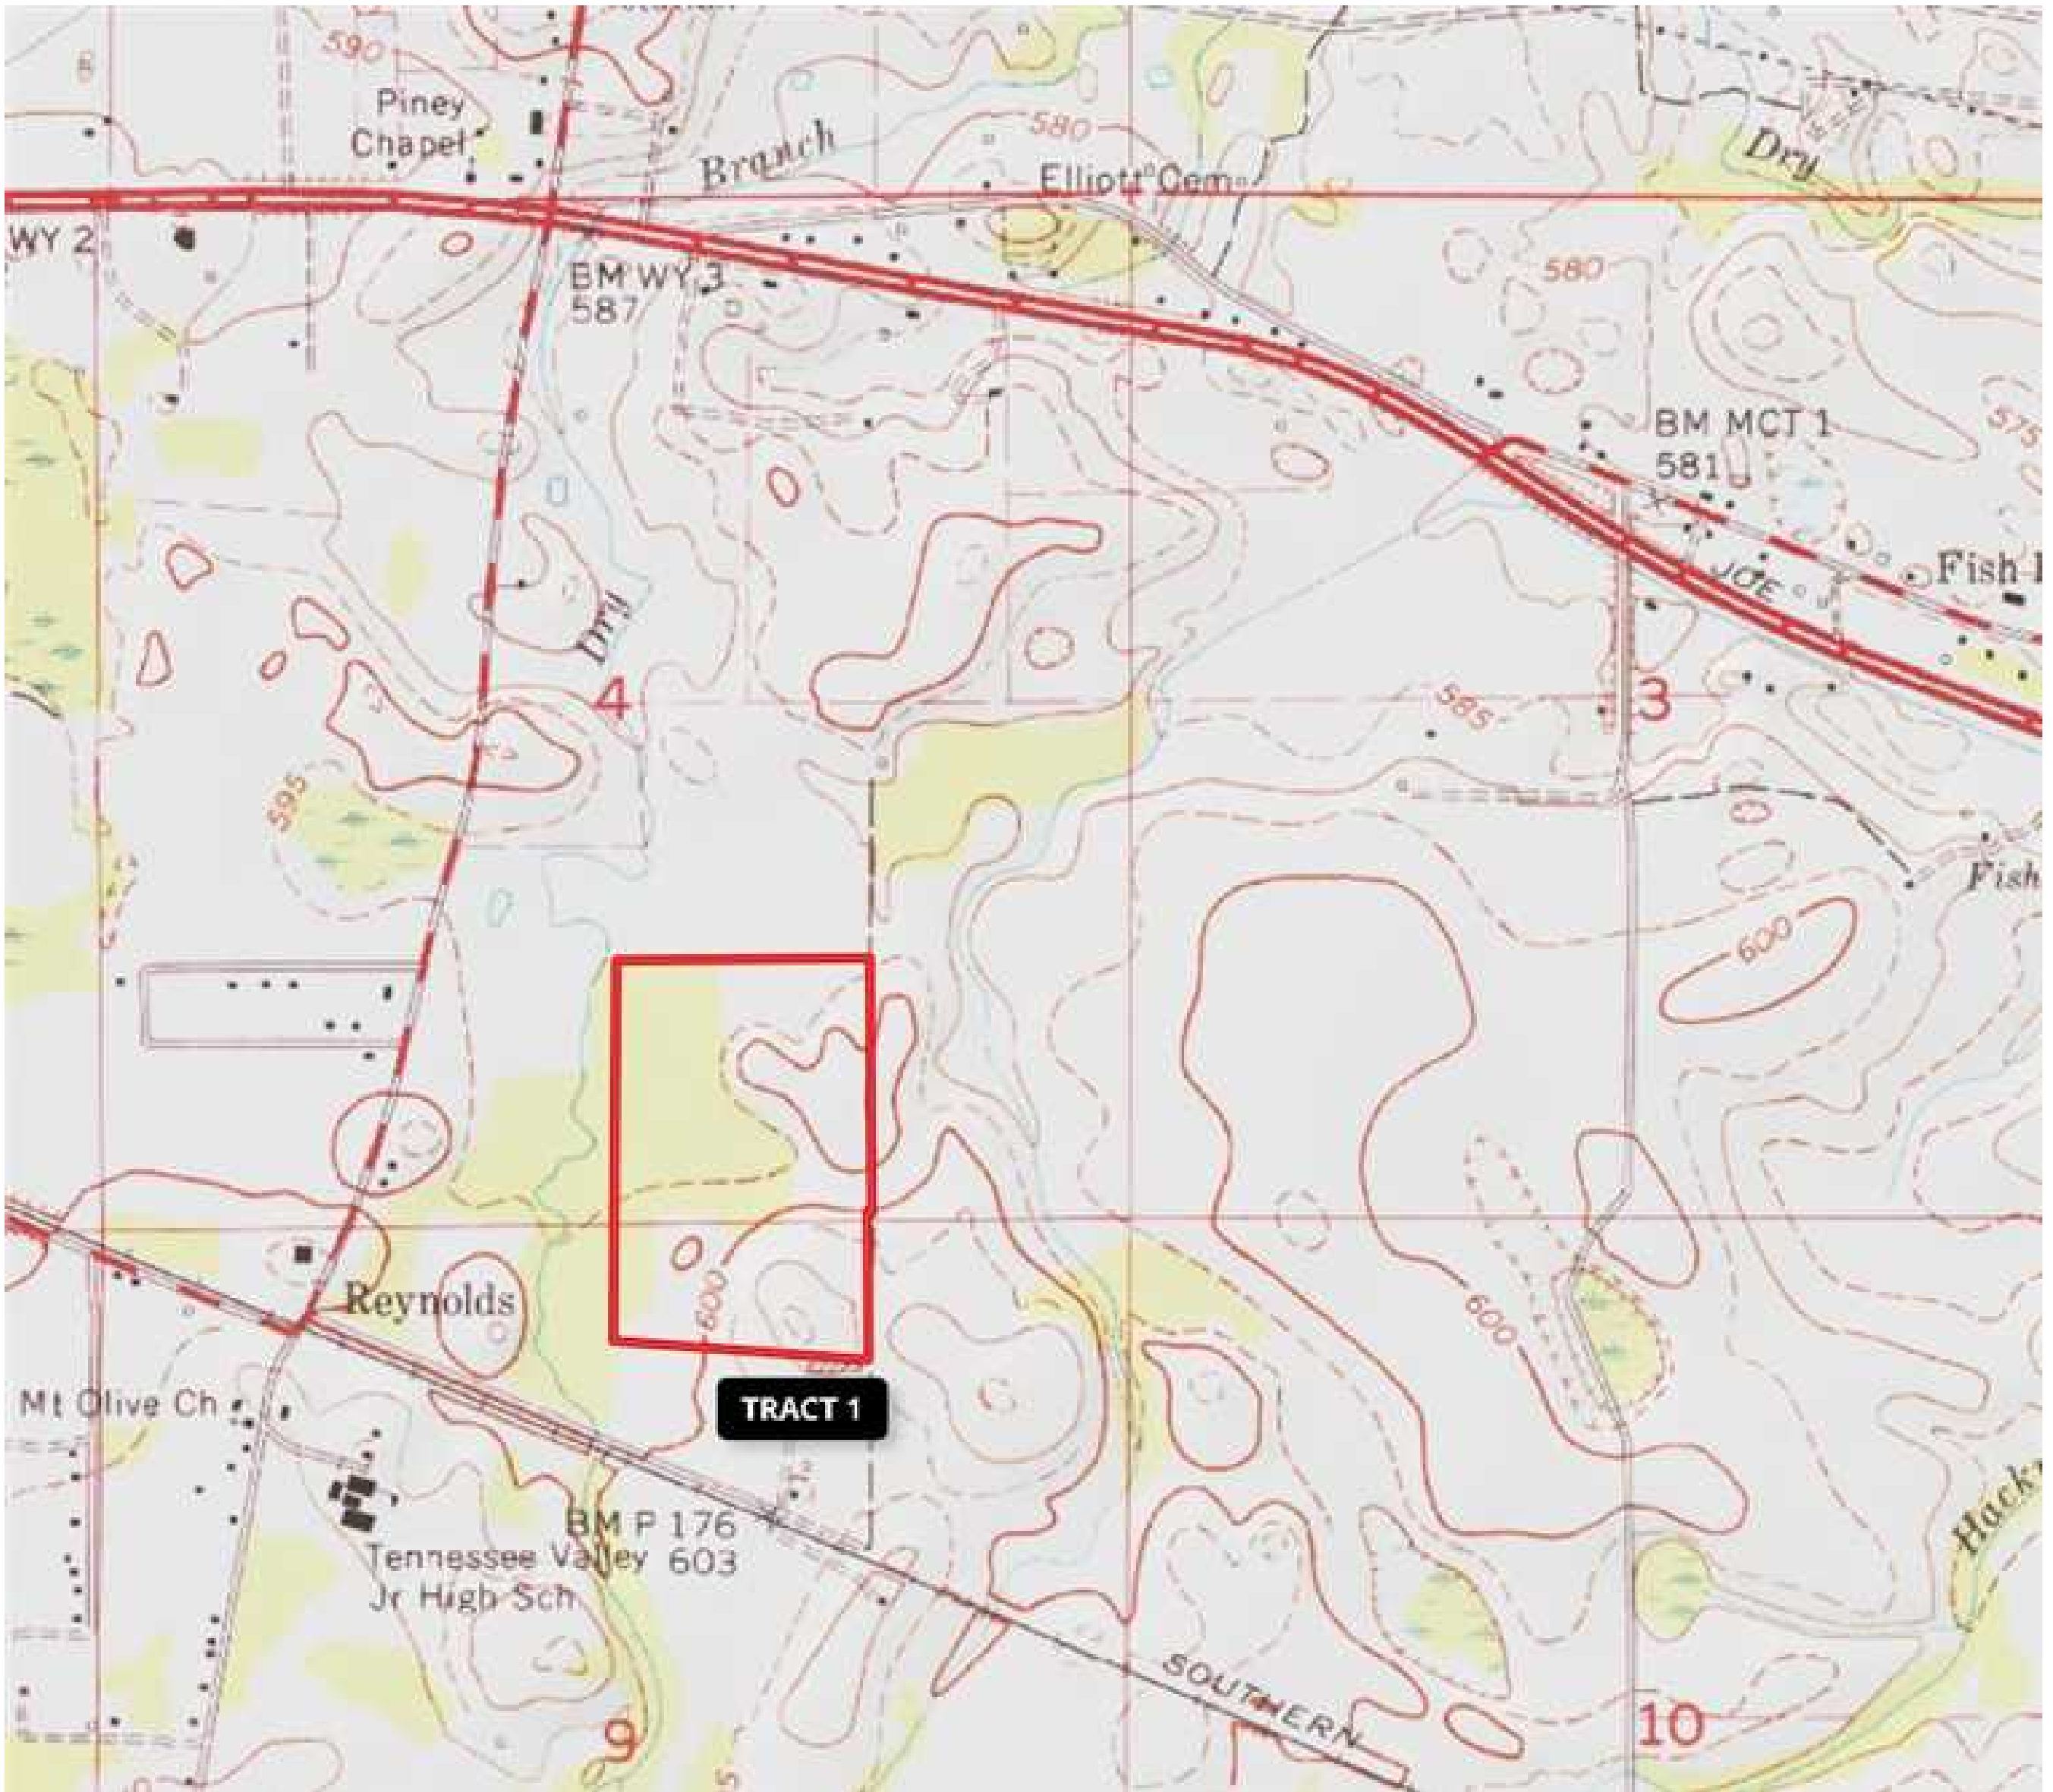 590
Piney
Chapel
Branch
580
Elliott Cem
Dry
WY 2
BM WY 3
587
580
BM MCT 1
581
575
JOE
Fish
Dry
4
3
585
595
600
Fish
Reynolds
600
600
Mt Olive Ch
TRACT 1
BM P 176
603
Tennessee Valley
Jr High Sch
SOUTHERN
9
10